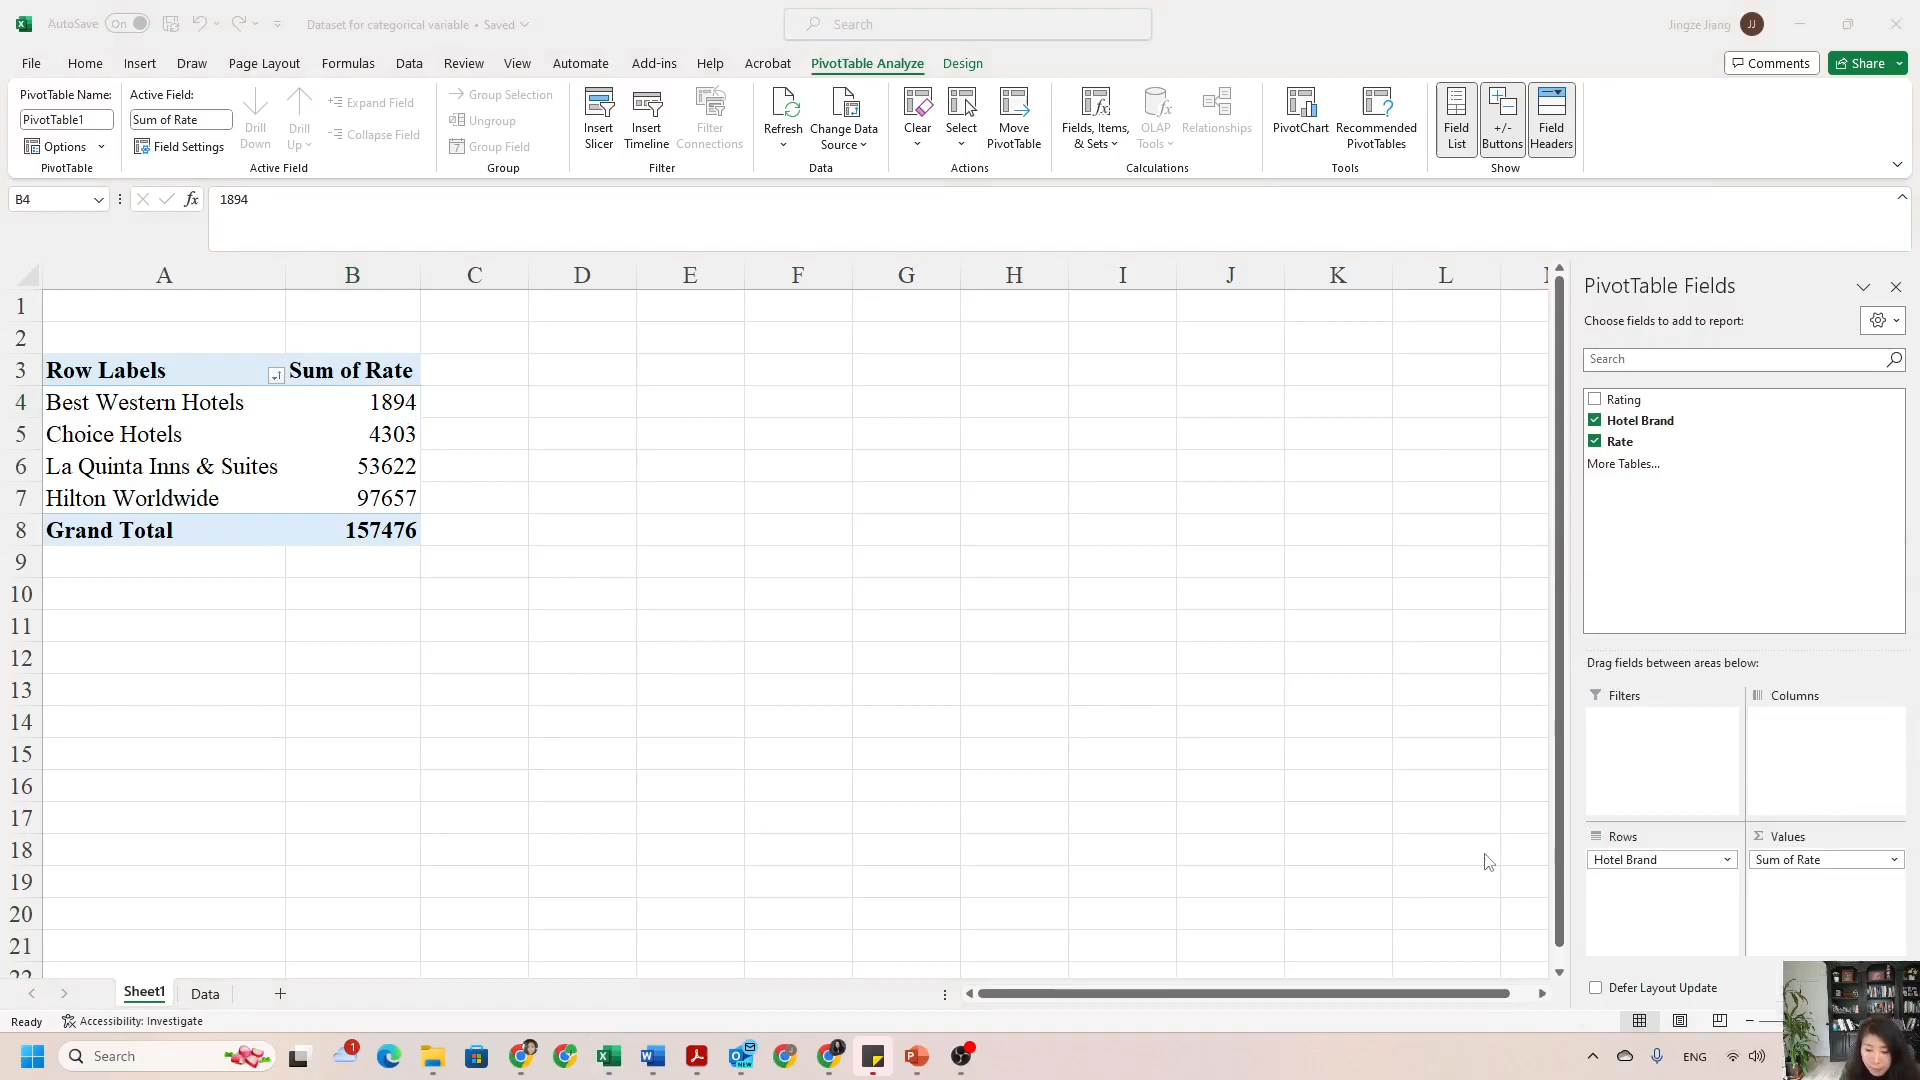 AutoSave On Dataset for categorical variable • Saved Search Jingze Jiang JJ
File Home Insert Draw Page Layout Formulas Data Review View Automate Add-ins Help Acrobat PivotTable Analyze Design Comments Share
PivotTable Name:
PivotTable1
Options
PivotTable
Active Field:
Sum of Rate
Field Settings
Drill
Down
Drill
Up
Expand Field
Collapse Field
Active Field
Group Selection
Ungroup
Group Field
Group
Insert
Slicer
Insert
Timeline
Filter
Connections
Filter
Refresh
Change Data
Source
Data
Clear
Select
Move
PivotTable
Actions
Fields, Items,
& Sets
OLAP
Tools
Relationships
Calculations
PivotChart
Recommended
PivotTables
Tools
Field
List
+/-
Buttons
Field
Headers
Show
B4 fx 1894
A B C D E F G H I J K L
1
2
3 Row Labels Sum of Rate
4 Best Western Hotels 1894
5 Choice Hotels 4303
6 La Quinta Inns & Suites 53622
7 Hilton Worldwide 97657
8 Grand Total 157476
9
10
11
12
13
14
15
16
17
18
19
20
21
22
PivotTable Fields
Choose fields to add to report:
Search
Rating
Hotel Brand
Rate
More Tables...
Drag fields between areas below:
Filters
Columns
Rows
Hotel Brand
Σ Values
Sum of Rate
Defer Layout Update
Sheet1 Data
Ready Accessibility: Investigate
Search 1 NEW ENG